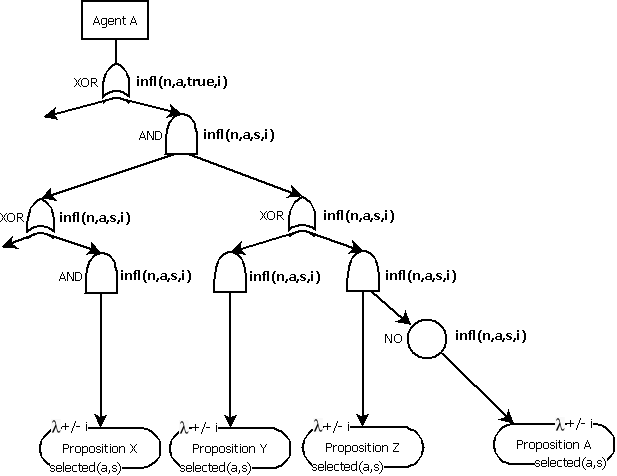 Agent A
XOR infl(n,a,true,i)
AND infl(n,a,s,i)
XOR infl(n,a,s,i)
XOR infl(n,a,s,i)
AND infl(n,a,s,i)
infl(n,a,s,i)
infl(n,a,s,i)
NO infl(n,a,s,i)
λ+/- i
Proposition X
selected(a,s)
λ+/- i
Proposition Y
selected(a,s)
λ+/- i
Proposition Z
selected(a,s)
λ+/- i
Proposition A
selected(a,s)